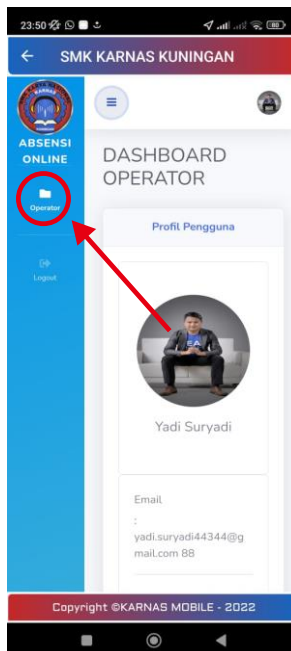 23:50
80
SMK KARNAS KUNINGAN
ABSENSI
ONLINE
Operator
Logout
DASHBOARD
OPERATOR
Profil Pengguna
Yadi Suryadi
Email
:
yadi.suryadi44344@g
mail.com 88
Copyright ©KARNAS MOBILE - 2022